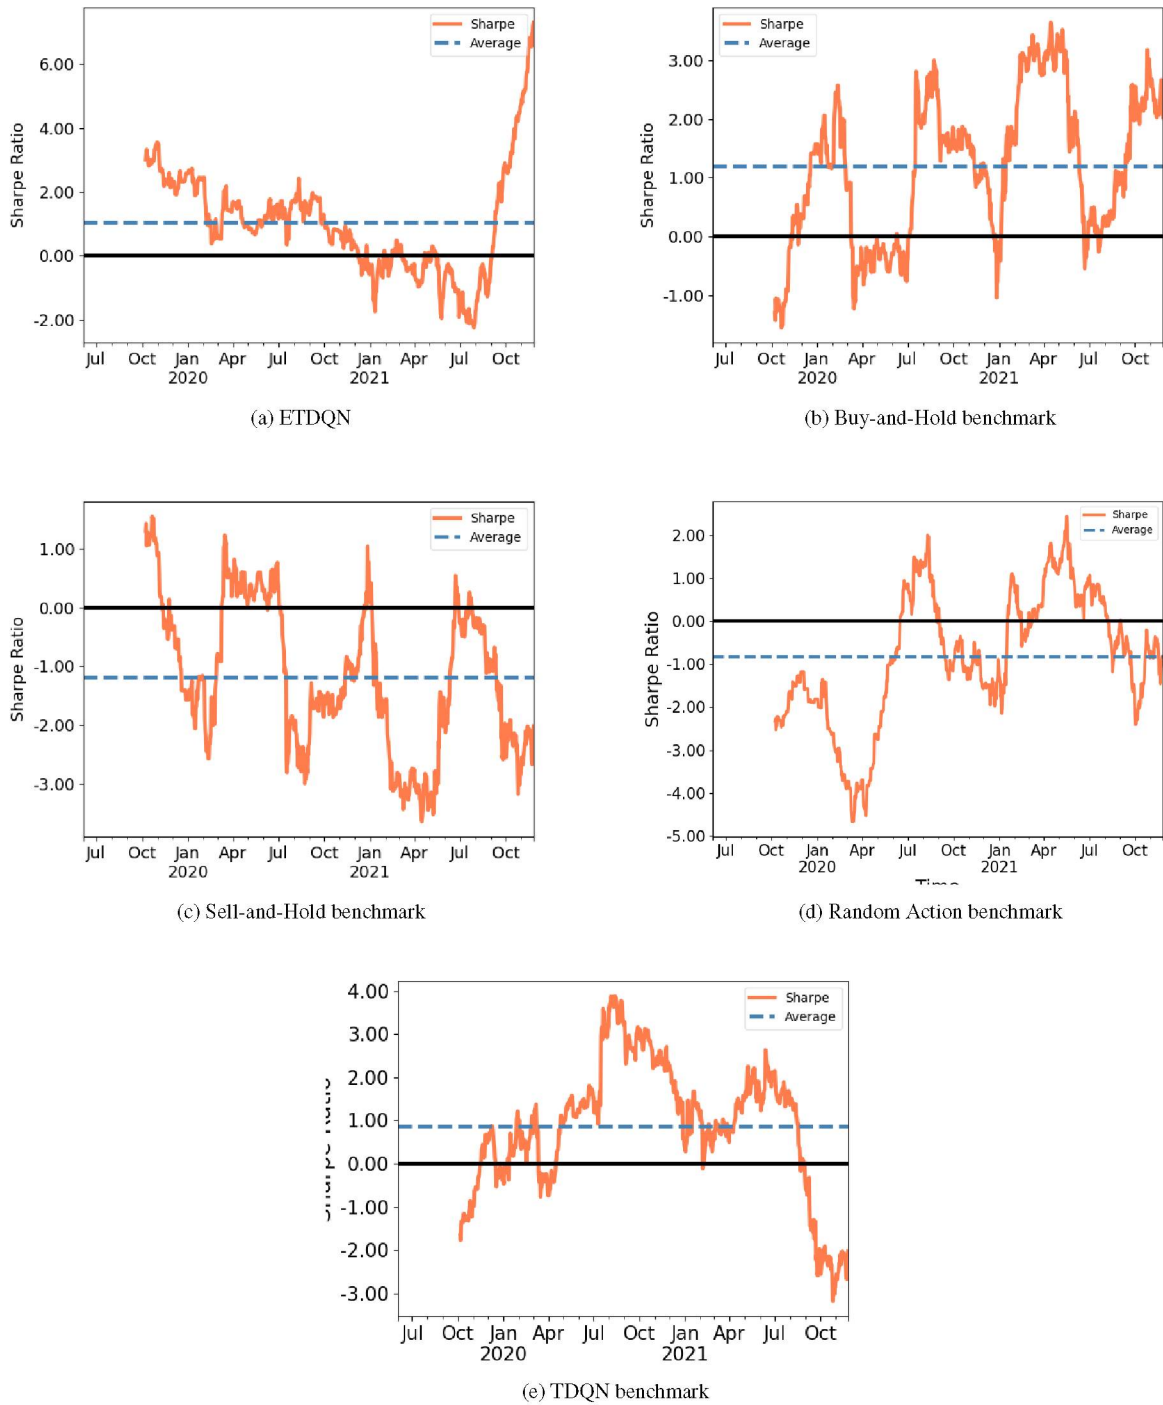 Sharpe
Average
6.00
4.00
2.00
0.00
-2.00
Sharpe Ratio
Jul Oct Jan Apr Jul Oct Jan Apr Jul Oct
2020 2021
(a) ETDQN
Sharpe
Average
3.00
2.00
1.00
0.00
-1.00
Sharpe Ratio
Jul Oct Jan Apr Jul Oct Jan Apr Jul Oct
2020 2021
(b) Buy-and-Hold benchmark
Sharpe
Average
1.00
0.00
-1.00
-2.00
-3.00
Sharpe Ratio
Jul Oct Jan Apr Jul Oct Jan Apr Jul Oct
2020 2021
(c) Sell-and-Hold benchmark
Sharpe
Average
2.00
1.00
0.00
-1.00
-2.00
-3.00
-4.00
-5.00
Sharpe Ratio
Jul Oct Jan Apr Jul Oct Jan Apr Jul Oct
2020 2021
Time
(d) Random Action benchmark
Sharpe
Average
4.00
3.00
2.00
1.00
0.00
-1.00
-2.00
-3.00
Sharpe Ratio
Jul Oct Jan Apr Jul Oct Jan Apr Jul Oct
2020 2021
(e) TDQN benchmark